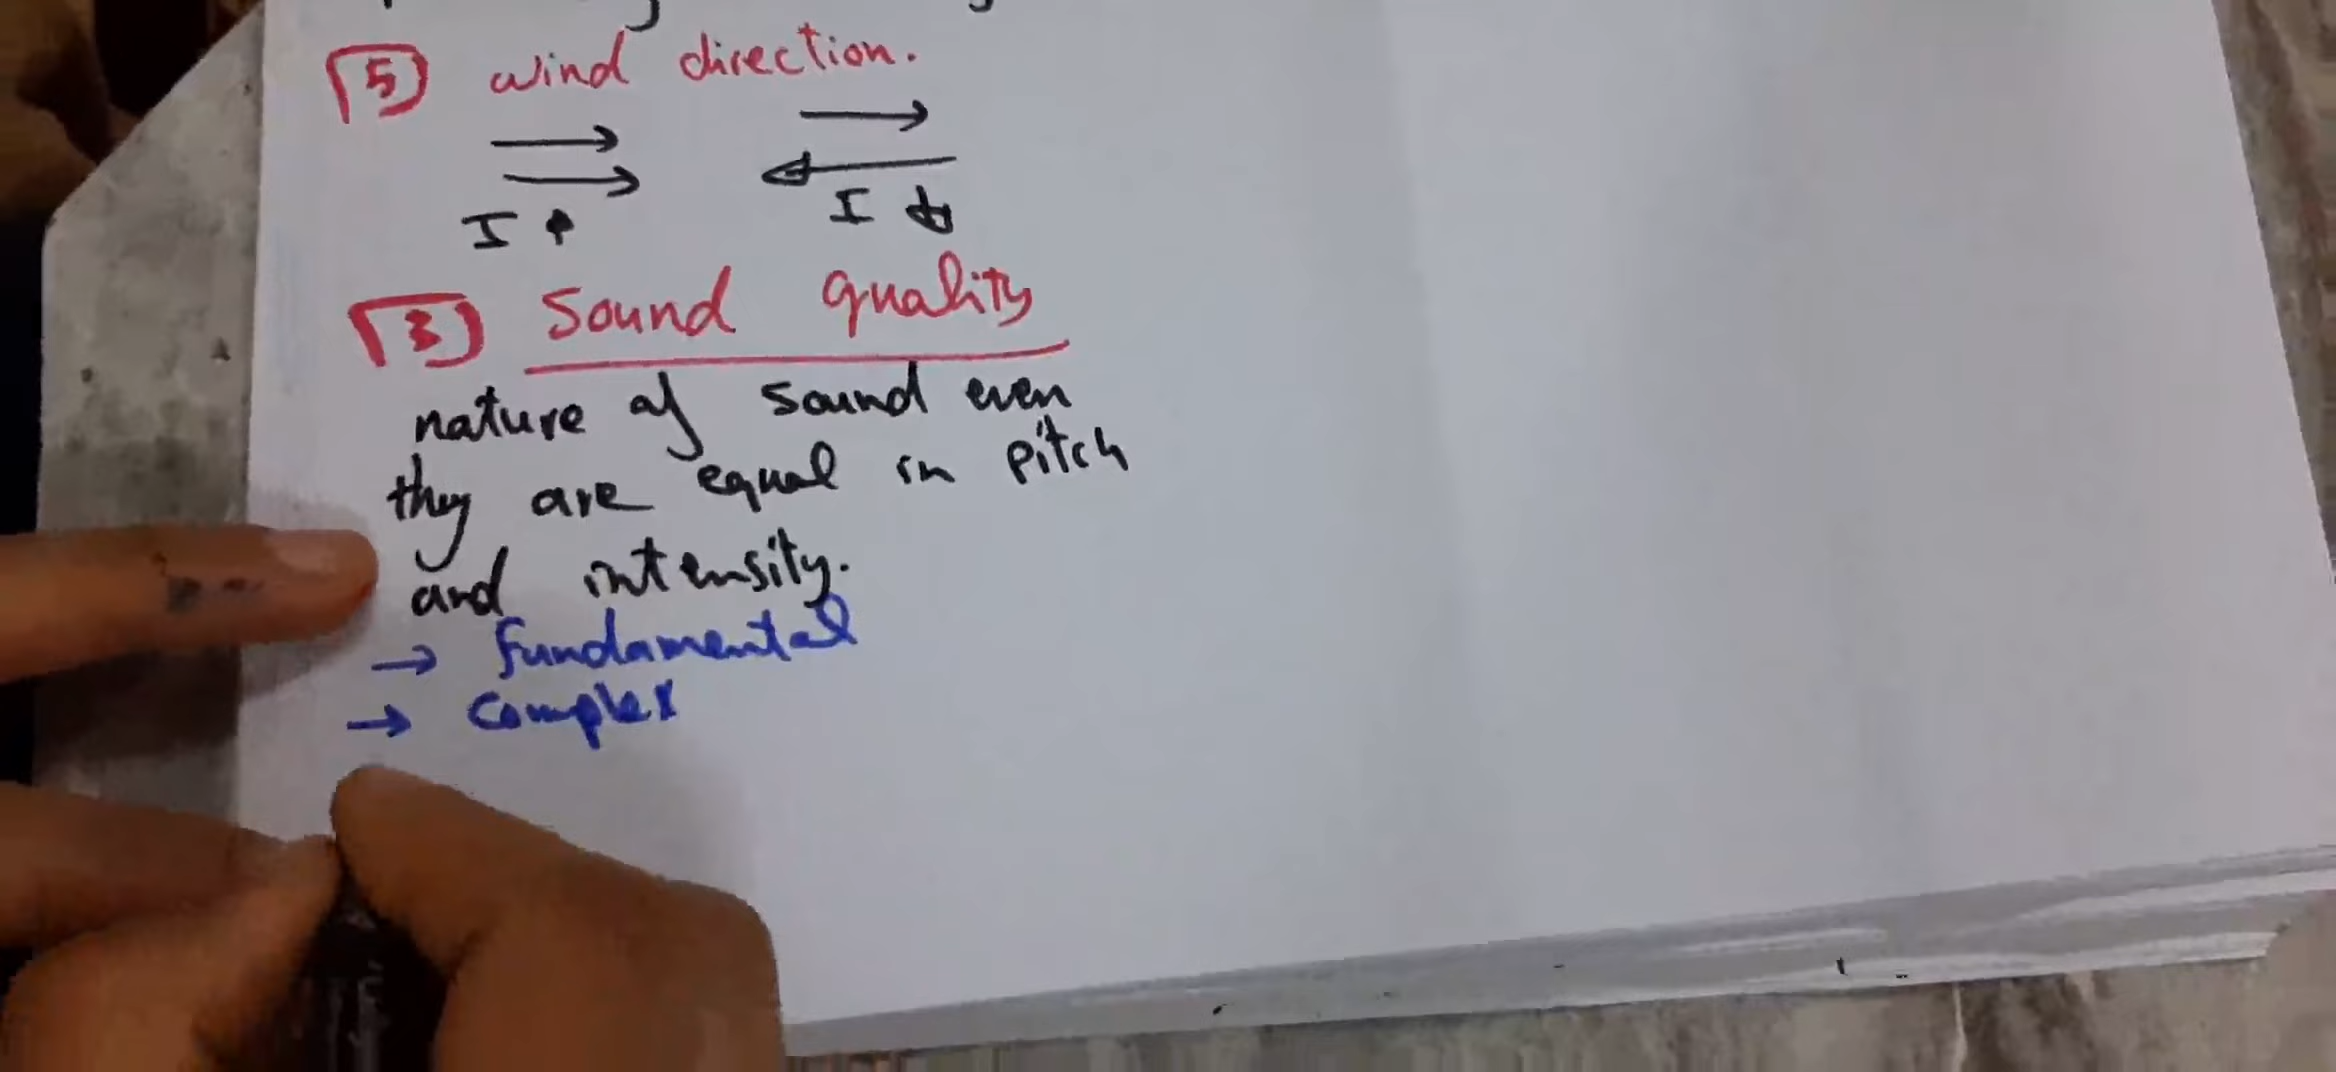 5 wind direction.
I ↑ I ↓
3 Sound quality
nature of sound even
they are equal in pitch
and intensity.
→ fundamental
→ complex